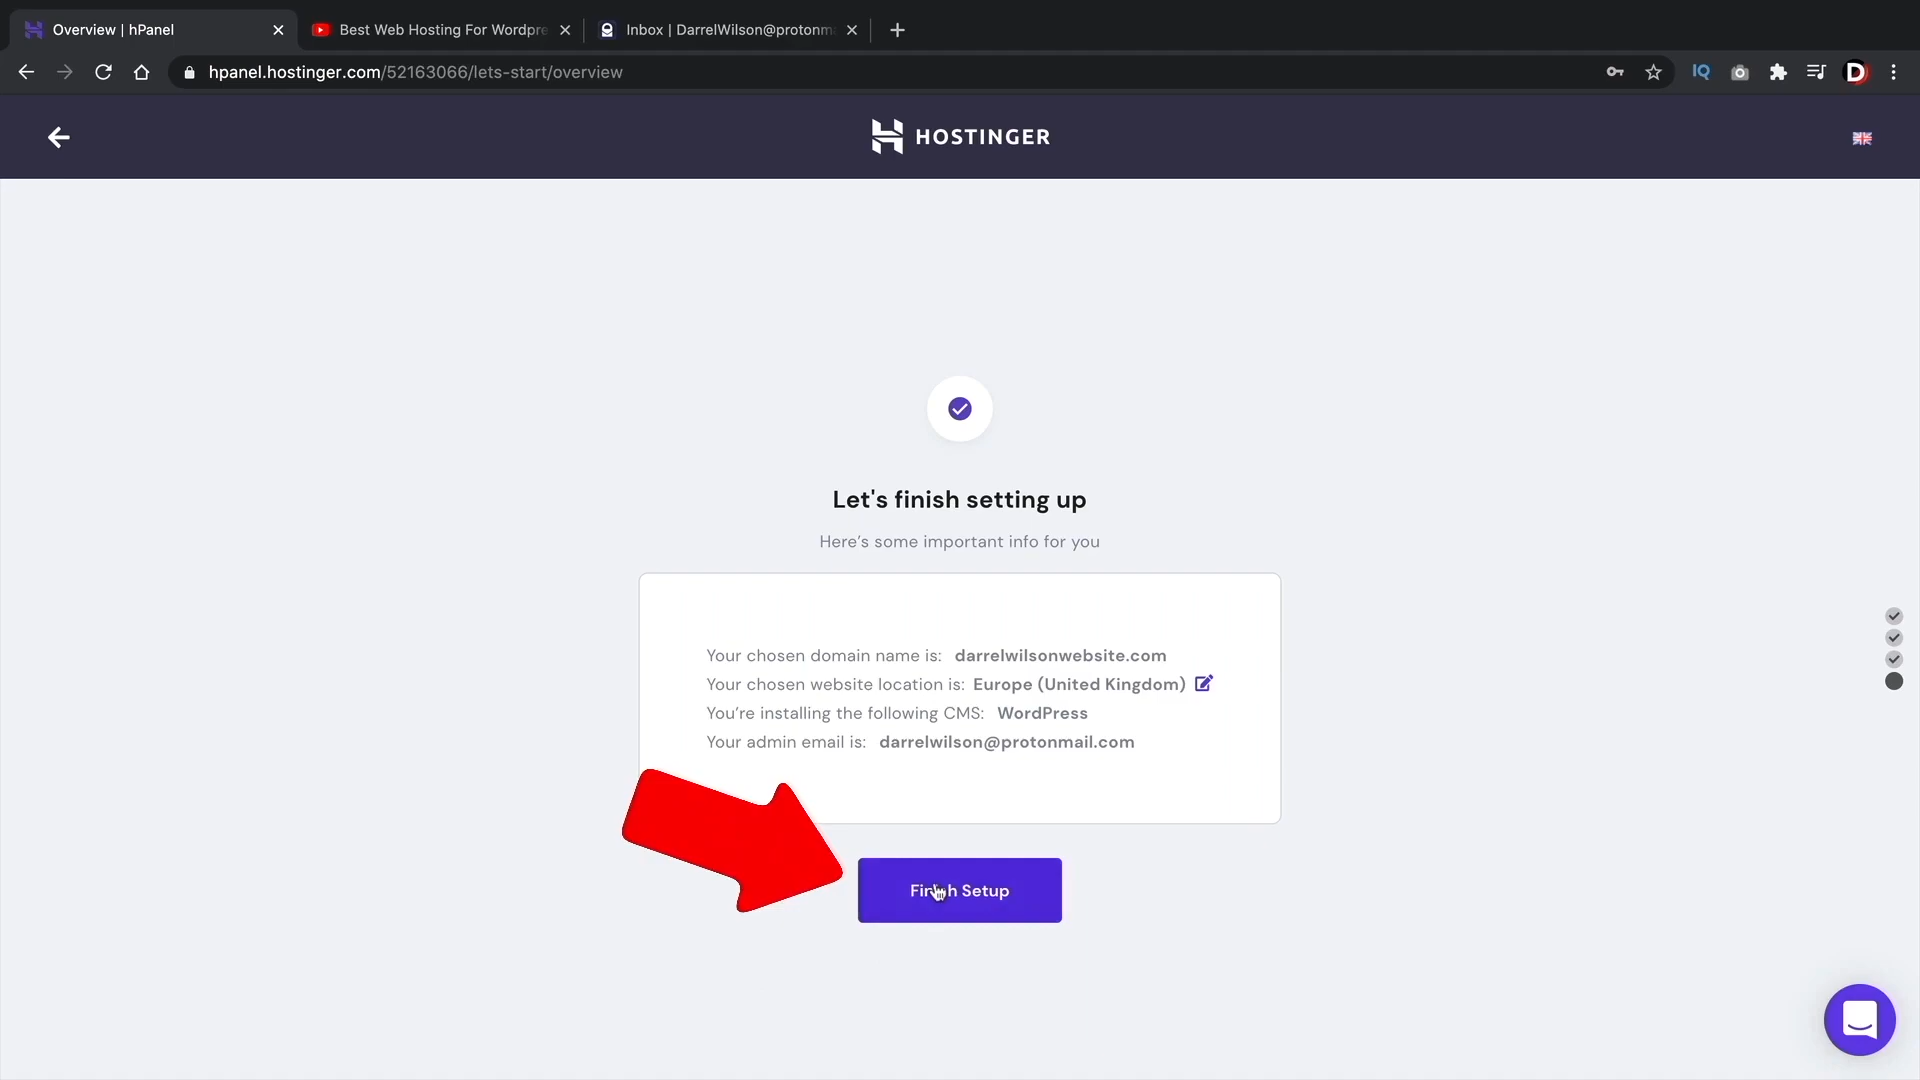 Overview | hPanel
Best Web Hosting For Wordpre
Inbox | DarrelWilson@protonma
hpanel.hostinger.com/52163066/lets-start/overview
IQ
D
HOSTINGER
Let's finish setting up
Here's some important info for you
Your chosen domain name is: darrelwilsonwebsite.com
Your chosen website location is: Europe (United Kingdom)
You're installing the following CMS: WordPress
Your admin email is: darrelwilson@protonmail.com
Finish Setup